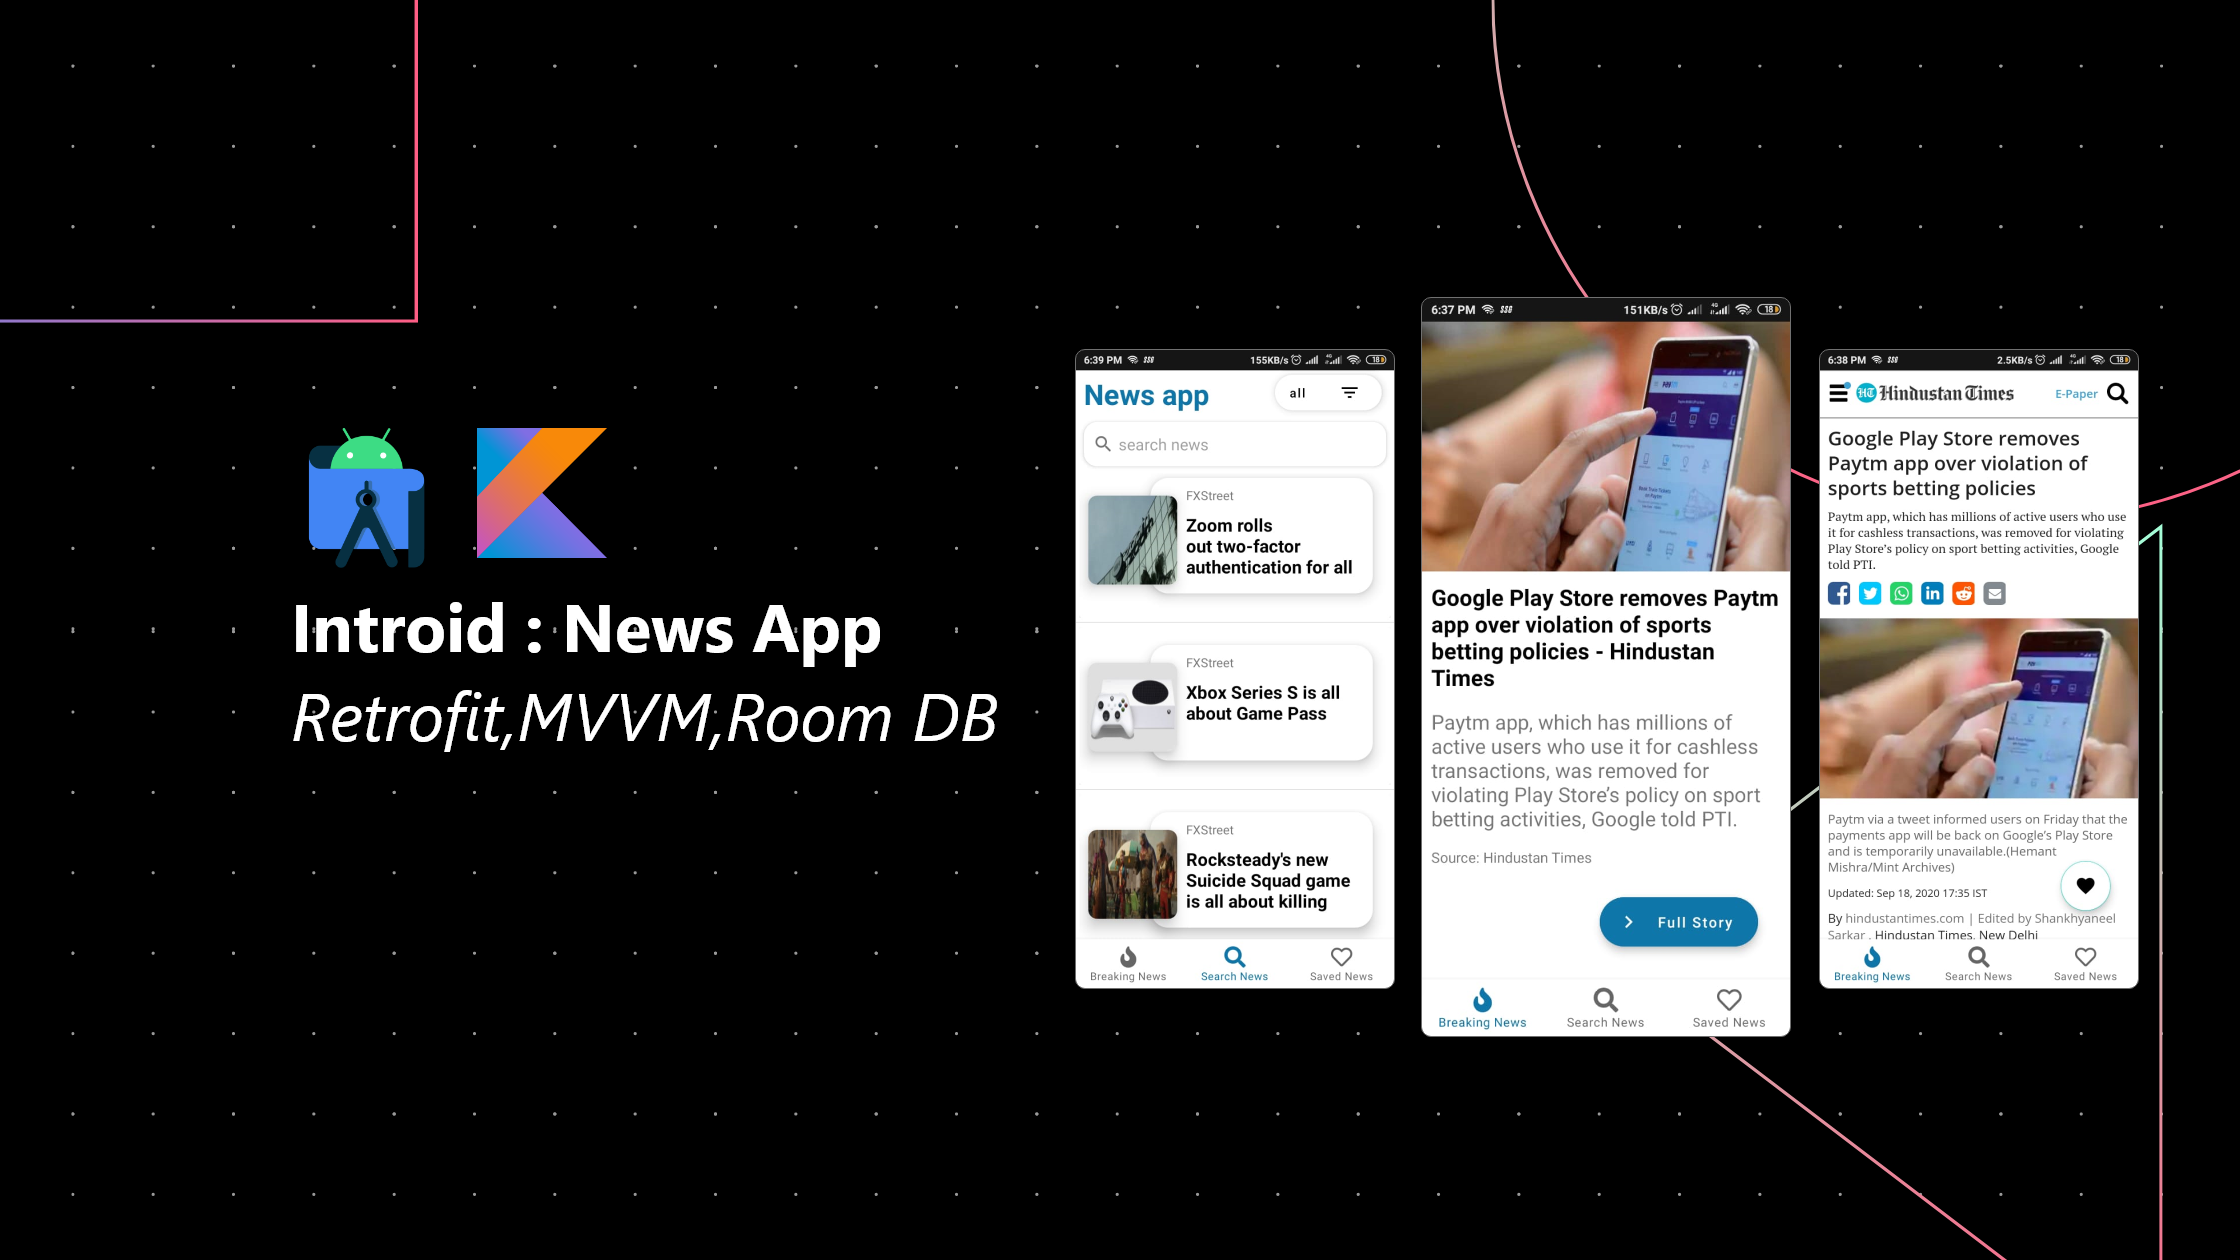 Introid : News App
Retrofit,MVVM,Room DB
6:39 PM
155KB/s
4G
18
News app
all
search news
FXStreet
Zoom rolls
out two-factor
authentication for all
FXStreet
Xbox Series S is all
about Game Pass
FXStreet
Rocksteady's new
Suicide Squad game
is all about killing
Breaking News
Search News
Saved News
6:37 PM
151KB/s
4G
18
Google Play Store removes Paytm
app over violation of sports
betting policies - Hindustan
Times
Paytm app, which has millions of
active users who use it for cashless
transactions, was removed for
violating Play Store’s policy on sport
betting activities, Google told PTI.
Source: Hindustan Times
Full Story
Breaking News
Search News
Saved News
6:38 PM
2.5KB/s
4G
18
HT Hindustan Times
E-Paper
Google Play Store removes
Paytm app over violation of
sports betting policies
Paytm app, which has millions of active users who use
it for cashless transactions, was removed for violating
Play Store’s policy on sport betting activities, Google
told PTI.
Paytm via a tweet informed users on Friday that the
payments app will be back on Google’s Play Store
and is temporarily unavailable.(Hemant
Mishra/Mint Archives)
Updated: Sep 18, 2020 17:35 IST
By hindustantimes.com | Edited by Shankhyaneel
Sarkar , Hindustan Times, New Delhi
Breaking News
Search News
Saved News